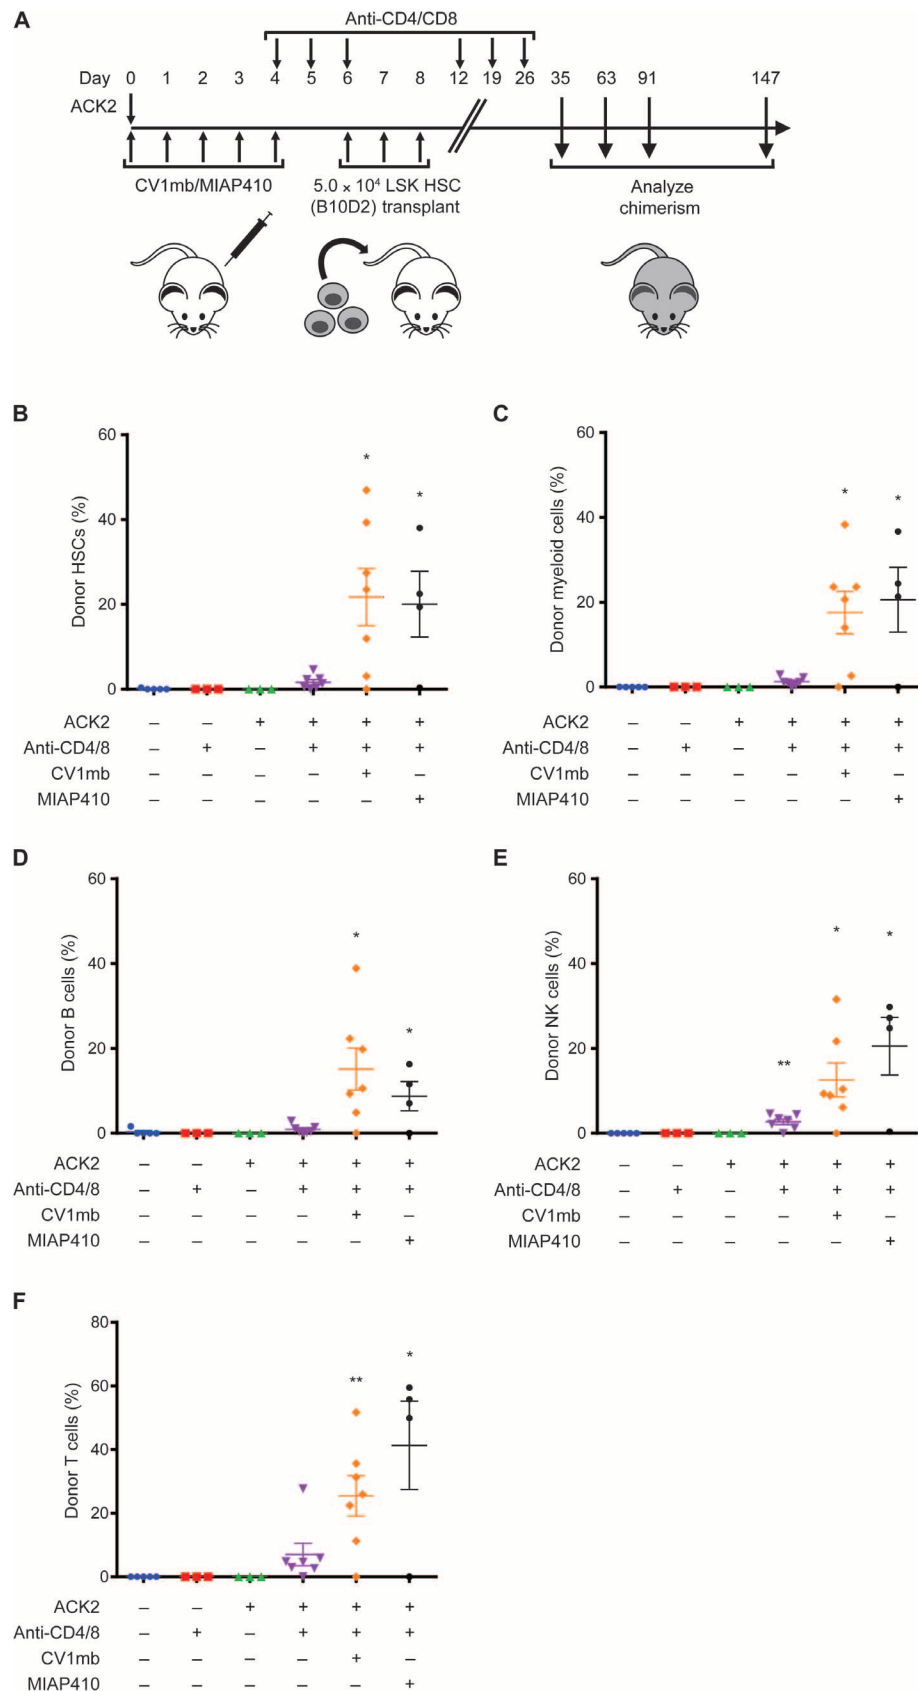 A
Anti-CD4/CD8
Day 0 1 2 3 4 5 6 7 8 12 19 26 35 63 91 147
ACK2
CV1mb/MIAP410
5.0 × 10⁴ LSK HSC
(B10D2) transplant
Analyze
chimerism
B
Donor HSCs (%)
60
40
20
0
* *
ACK2 – – + + + +
Anti-CD4/8 – + – + + +
CV1mb – – – – + –
MIAP410 – – – – – +
C
Donor myeloid cells (%)
60
40
20
0
* *
ACK2 – – + + + +
Anti-CD4/8 – + – + + +
CV1mb – – – – + –
MIAP410 – – – – – +
D
Donor B cells (%)
60
40
20
0
* *
ACK2 – – + + + +
Anti-CD4/8 – + – + + +
CV1mb – – – – + –
MIAP410 – – – – – +
E
Donor NK cells (%)
60
40
20
0
** * *
ACK2 – – + + + +
Anti-CD4/8 – + – + + +
CV1mb – – – – + –
MIAP410 – – – – – +
F
Donor T cells (%)
80
60
40
20
0
** *
ACK2 – – + + + +
Anti-CD4/8 – + – + + +
CV1mb – – – – + –
MIAP410 – – – – – +